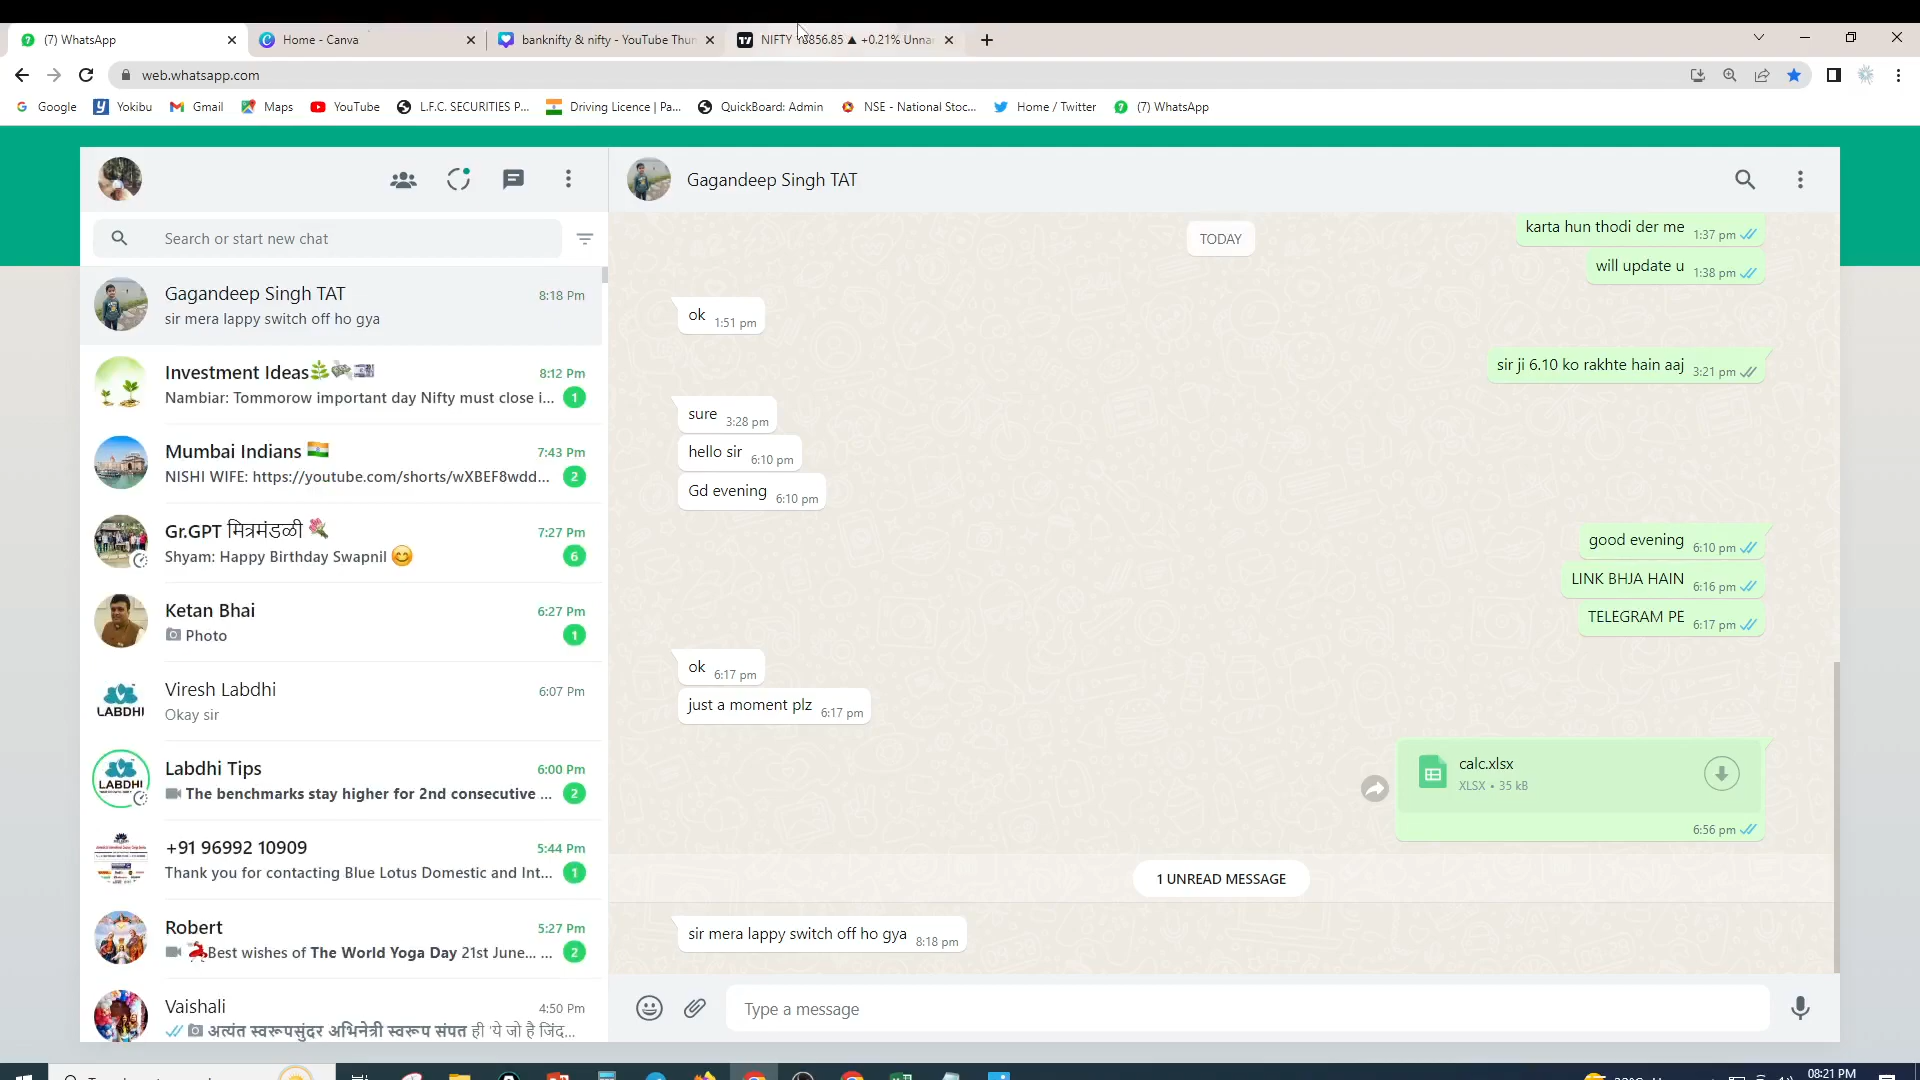 (7) WhatsApp
Home - Canva
banknifty & nifty - YouTube Thun
NIFTY 18856.85 ▲ +0.21% Unna
web.whatsapp.com
Google
Yokibu
Gmail
Maps
YouTube
L.F.C. SECURITIES P...
Driving Licence | Pa...
QuickBoard: Admin
NSE - National Stoc...
Home / Twitter
(7) WhatsApp
Search or start new chat
Gagandeep Singh TAT 8:18 Pm
sir mera lappy switch off ho gya
Investment Ideas 8:12 Pm
Nambiar: Tommorow important day Nifty must close i... 1
Mumbai Indians 🇮🇳 7:43 Pm
NISHI WIFE: https://youtube.com/shorts/wXBEF8wdd... 2
Gr.GPT मित्रमंडळी 7:27 Pm
Shyam: Happy Birthday Swapnil 😊 6
Ketan Bhai 6:27 Pm
Photo 1
LABDHI
Viresh Labdhi 6:07 Pm
Okay sir
LABDHI
Labdhi Tips 6:00 Pm
The benchmarks stay higher for 2nd consecutive ... 2
+91 96992 10909 5:44 Pm
Thank you for contacting Blue Lotus Domestic and Int... 1
Robert 5:27 Pm
Best wishes of The World Yoga Day 21st June... ... 2
Vaishali 4:50 Pm
अत्यंत स्वरूपसुंदर अभिनेत्री स्वरूप संपत ही 'ये जो है जिंद...
Gagandeep Singh TAT
karta hun thodi der me 1:37 pm
TODAY
will update u 1:38 pm
ok 1:51 pm
sir ji 6.10 ko rakhte hain aaj 3:21 pm
sure 3:28 pm
hello sir 6:10 pm
Gd evening 6:10 pm
good evening 6:10 pm
LINK BHJA HAIN 6:16 pm
TELEGRAM PE 6:17 pm
ok 6:17 pm
just a moment plz 6:17 pm
calc.xlsx
XLSX • 35 kB
6:56 pm
1 UNREAD MESSAGE
sir mera lappy switch off ho gya 8:18 pm
Type a message
08:21 PM